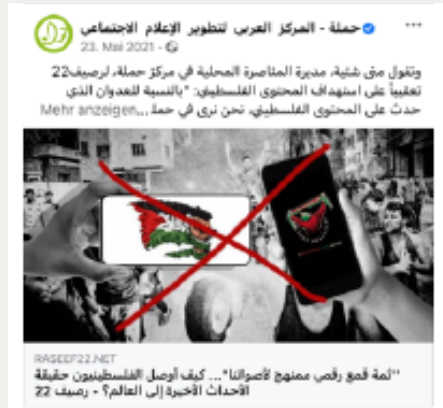 حملة - المركز العربي لتطوير الإعلام الاجتماعي
23. Mai 2021 ·
وتقول منى شتية، مديرة المناصرة المحلية في مركز حملة، لرصيف22
تعقيباً على استهداف المحتوى الفلسطيني: "بالنسبة للعدوان الذي
حدث على المحتوى الفلسطيني، نحن نرى في حملـ... Mehr anzeigen
RASEEF22.NET
"ثمة قمع رقمي ممنهج لأصواتنا"... كيف أوصل الفلسطينيون حقيقة
الأحداث الأخيرة إلى العالم؟ - رصيف 22